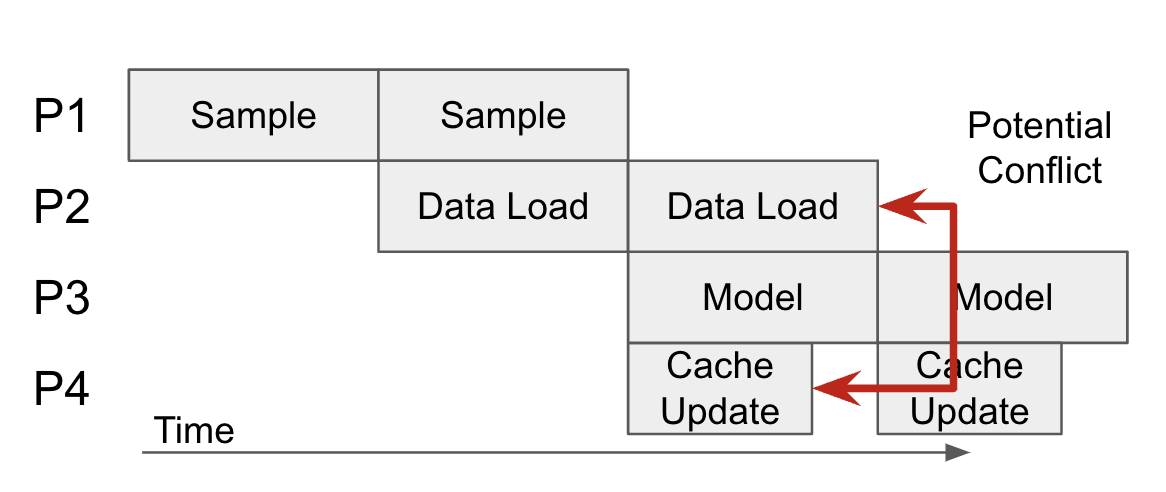 P1
Sample
Sample
Potential
Conflict
P2
Data Load
Data Load
P3
Model
Model
P4
Cache
Update
Cache
Update
Time